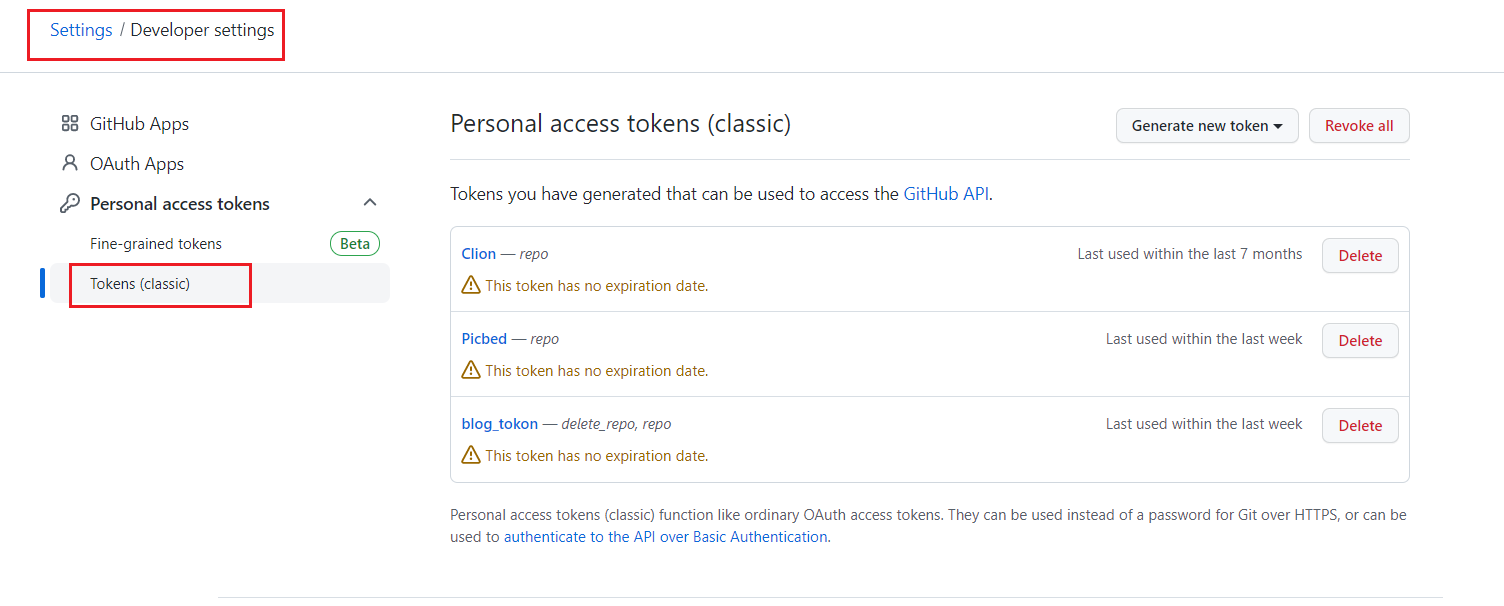 Settings / Developer settings
GitHub Apps
OAuth Apps
Personal access tokens
Fine-grained tokens Beta
Tokens (classic)
Personal access tokens (classic) Generate new token Revoke all
Tokens you have generated that can be used to access the GitHub API.
Clion — repo Last used within the last 7 months Delete
This token has no expiration date.
Picbed — repo Last used within the last week Delete
This token has no expiration date.
blog_tokon — delete_repo, repo Last used within the last week Delete
This token has no expiration date.
Personal access tokens (classic) function like ordinary OAuth access tokens. They can be used instead of a password for Git over HTTPS, or can be
used to authenticate to the API over Basic Authentication.